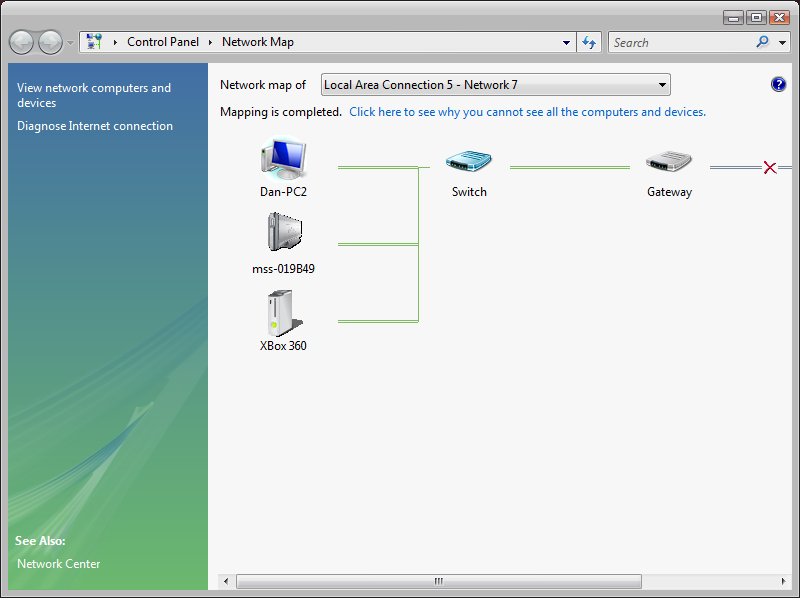 Control Panel
Network Map
Search
View network computers and
devices
Diagnose Internet connection
Network map of
Local Area Connection 5 - Network 7
Mapping is completed. Click here to see why you cannot see all the computers and devices.
Dan-PC2
Switch
Gateway
mss-019B49
XBox 360
See Also:
Network Center